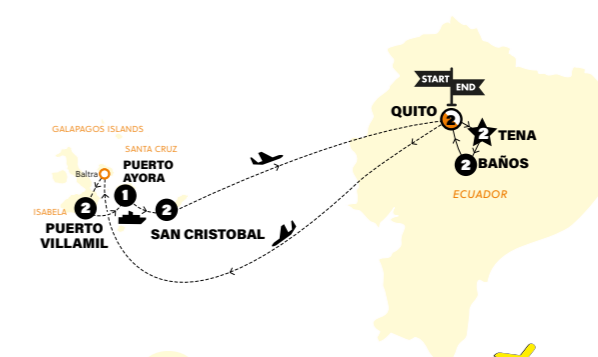 START
END
QUITO
2
2
TENA
2
BAÑOS
ECUADOR
GALAPAGOS ISLANDS
SANTA CRUZ
Baltra
PUERTO
AYORA
1
ISABELA
2
PUERTO
VILLAMIL
2
SAN CRISTOBAL